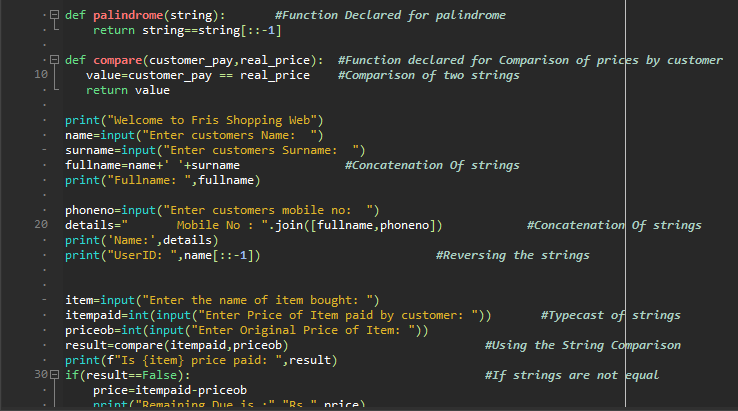 def palindrome(string):       #Function Declared for palindrome
    return string==string[::-1]
def compare(customer_pay,real_price):  #Function declared for Comparison of prices by customer
10    value=customer_pay == real_price    #Comparison of two strings
    return value
print("Welcome to Fris Shopping Web")
name=input("Enter customers Name:  ")
surname=input("Enter customers Surname:  ")
fullname=name+' '+surname               #Concatenation Of strings
print("Fullname: ",fullname)
phoneno=input("Enter customers mobile no:  ")
20 details="       Mobile No : ".join([fullname,phoneno])            #Concatenation Of strings
print('Name:',details)
print("UserID: ",name[::-1])                         #Reversing the strings
item=input("Enter the name of item bought: ")
itempaid=int(input("Enter Price of Item paid by customer: "))       #Typecast of strings
priceob=int(input("Enter Original Price of Item: "))
result=compare(itempaid,priceob)                            #Using the String Comparison
print(f"Is {item} price paid: ",result)
30 if(result==False):                                          #If strings are not equal
    price=itempaid-priceob
    print("Remaining Due is :","Rs.",price)